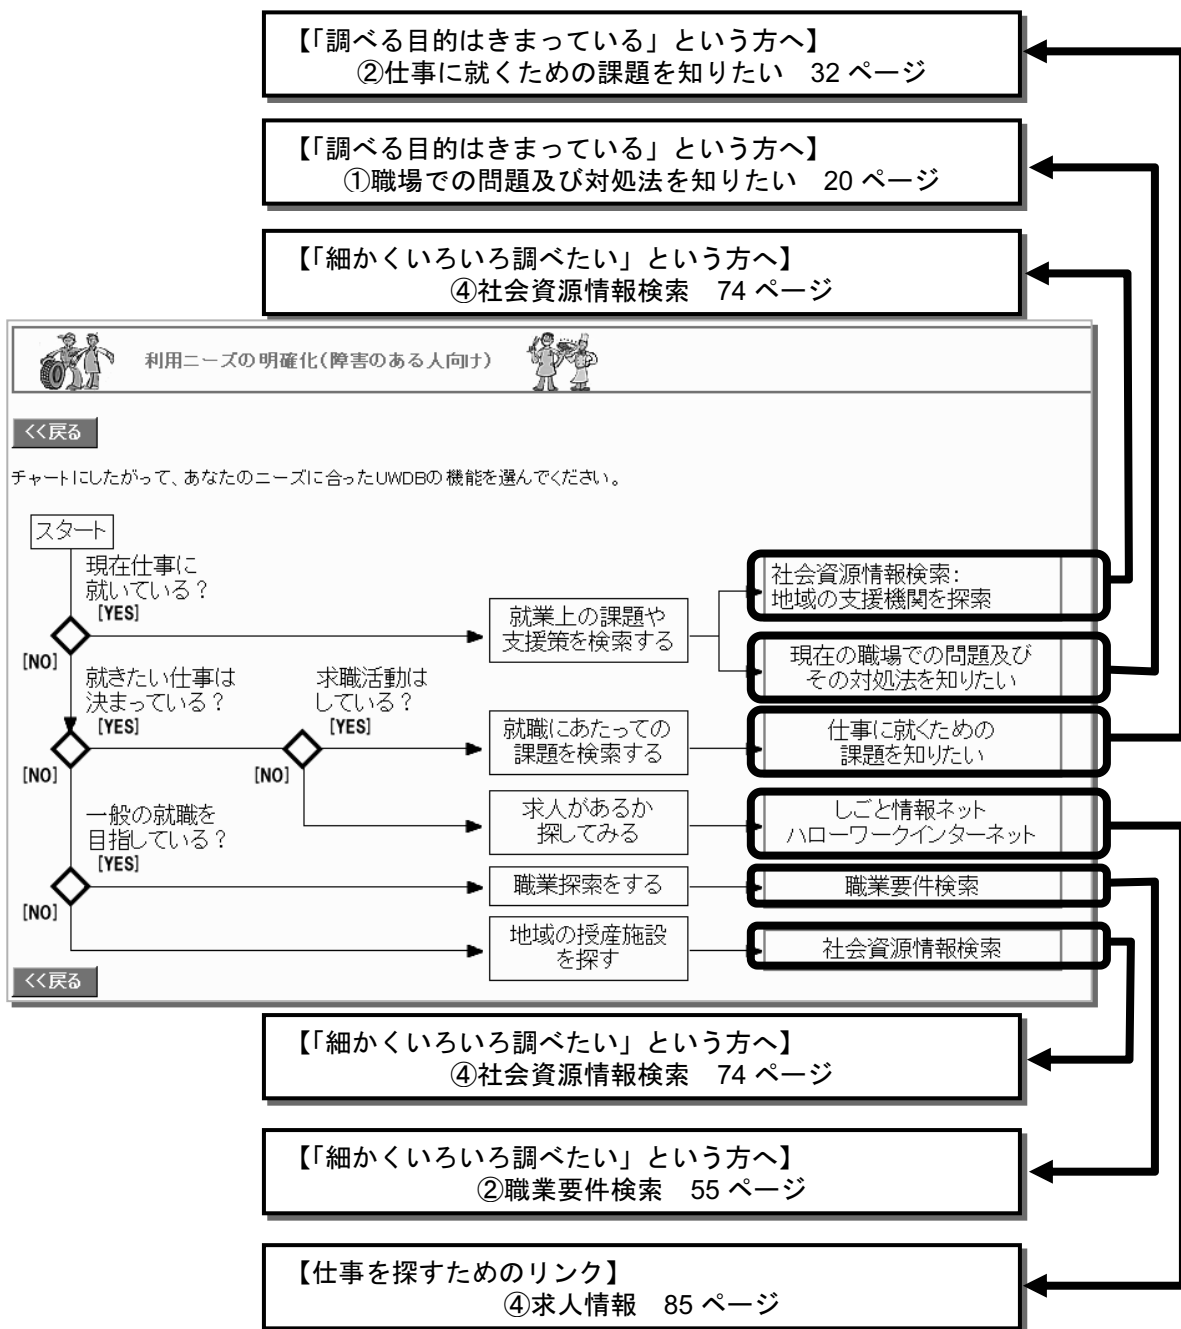 【「調べる目的はきまっている」という方へ】
②仕事に就くための課題を知りたい　32 ページ
【「調べる目的はきまっている」という方へ】
①職場での問題及び対処法を知りたい　20 ページ
【「細かくいろいろ調べたい」という方へ】
④社会資源情報検索　74 ページ
利用ニーズの明確化(障害のある人向け)
<<戻る
チャートにしたがって、あなたのニーズに合ったUWDBの機能を選んでください。
スタート
現在仕事に
就いている？
[YES]
[NO]
就業上の課題や
支援策を検索する
社会資源情報検索:
地域の支援機関を探索
現在の職場での問題及び
その対処法を知りたい
就きたい仕事は
決まっている？
[YES]
[NO]
求職活動は
している？
[YES]
[NO]
就職にあたっての
課題を検索する
仕事に就くための
課題を知りたい
求人があるか
探してみる
しごと情報ネット
ハローワークインターネット
一般の就職を
目指している？
[YES]
[NO]
職業探索をする
職業要件検索
地域の授産施設
を探す
社会資源情報検索
<<戻る
【「細かくいろいろ調べたい」という方へ】
④社会資源情報検索　74 ページ
【「細かくいろいろ調べたい」という方へ】
②職業要件検索　55 ページ
【仕事を探すためのリンク】
④求人情報　85 ページ